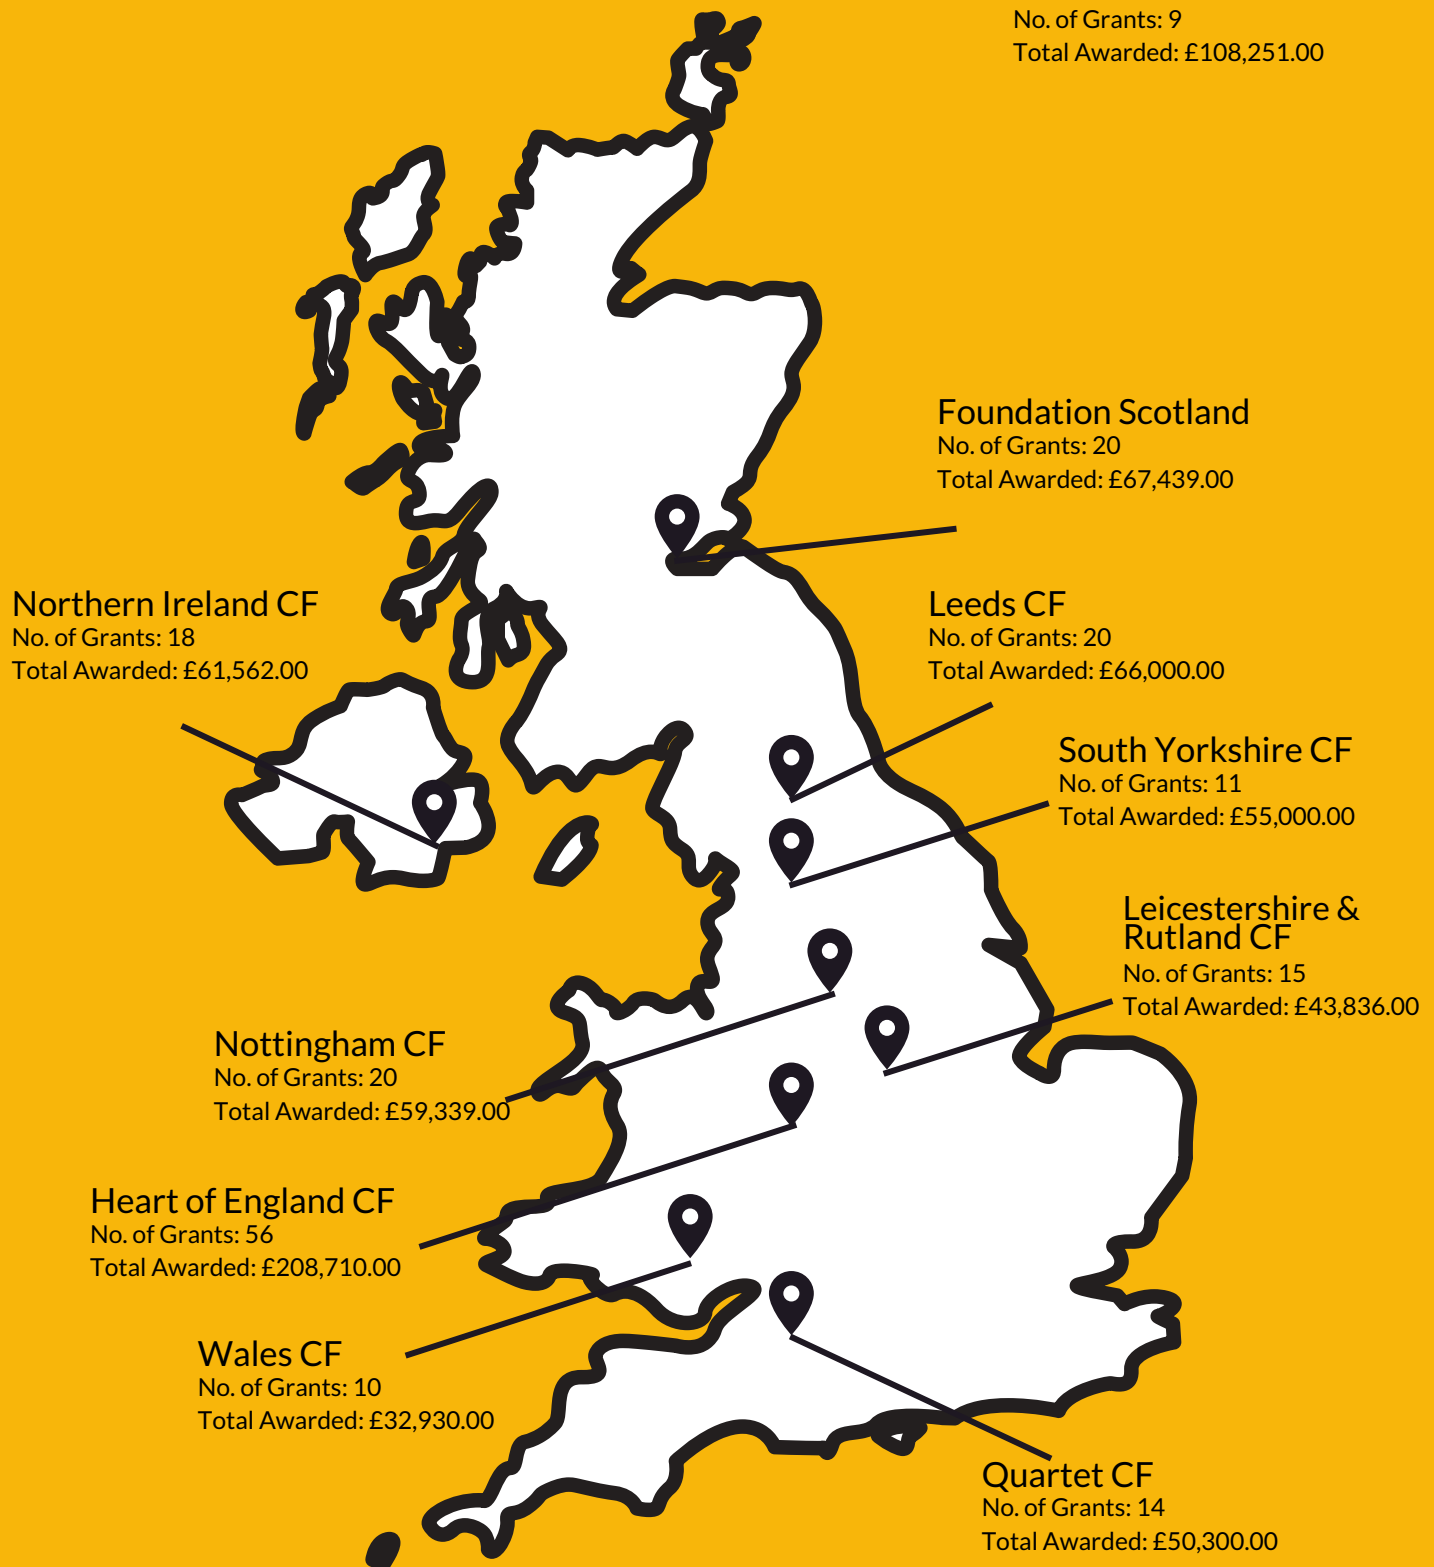 No. of Grants: 9
Total Awarded: £108,251.00
Foundation Scotland
No. of Grants: 20
Total Awarded: £67,439.00
Northern Ireland CF
No. of Grants: 18
Total Awarded: £61,562.00
Leeds CF
No. of Grants: 20
Total Awarded: £66,000.00
South Yorkshire CF
No. of Grants: 11
Total Awarded: £55,000.00
Leicestershire &
Rutland CF
No. of Grants: 15
Total Awarded: £43,836.00
Nottingham CF
No. of Grants: 20
Total Awarded: £59,339.00
Heart of England CF
No. of Grants: 56
Total Awarded: £208,710.00
Wales CF
No. of Grants: 10
Total Awarded: £32,930.00
Quartet CF
No. of Grants: 14
Total Awarded: £50,300.00